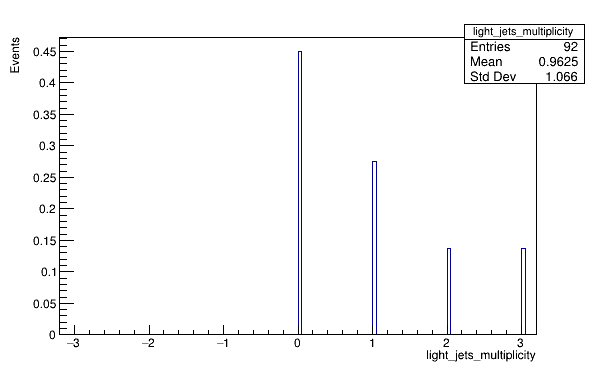 light_jets_multiplicity
Entries 92
Mean 0.9625
Std Dev 1.066
Events
0.45
0.4
0.35
0.3
0.25
0.2
0.15
0.1
0.05
0
−3 −2 −1 0 1 2 3
light_jets_multiplicity